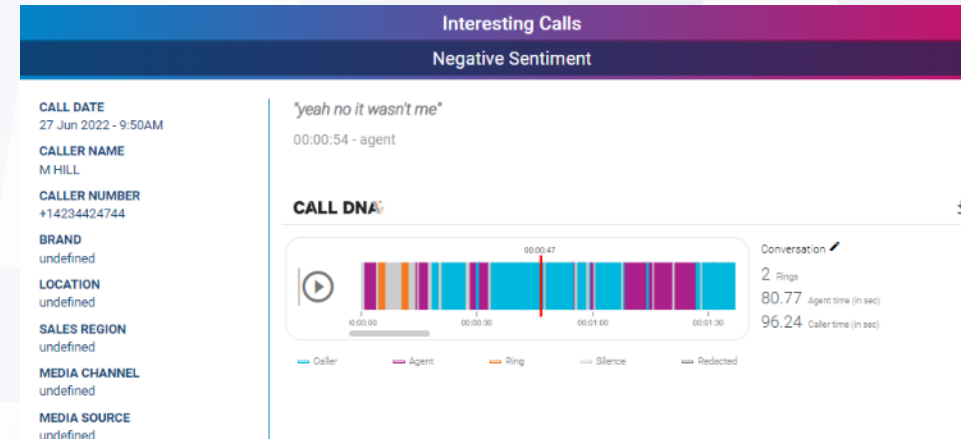 Interesting Calls
Negative Sentiment
CALL DATE
27 Jun 2022 - 9:50AM
CALLER NAME
M HILL
CALLER NUMBER
+14234424744
BRAND
undefined
LOCATION
undefined
SALES REGION
undefined
MEDIA CHANNEL
undefined
MEDIA SOURCE
undefined
"yeah no it wasn't me"
00:00:54 - agent
CALL DNA
00:00:47
00:00:00 00:00:30 00:01:00 00:01:30
Caller Agent Ring Silence Redacted
Conversation
2 Rings
80.77 Agent time (in sec)
96.24 Caller time (in sec)